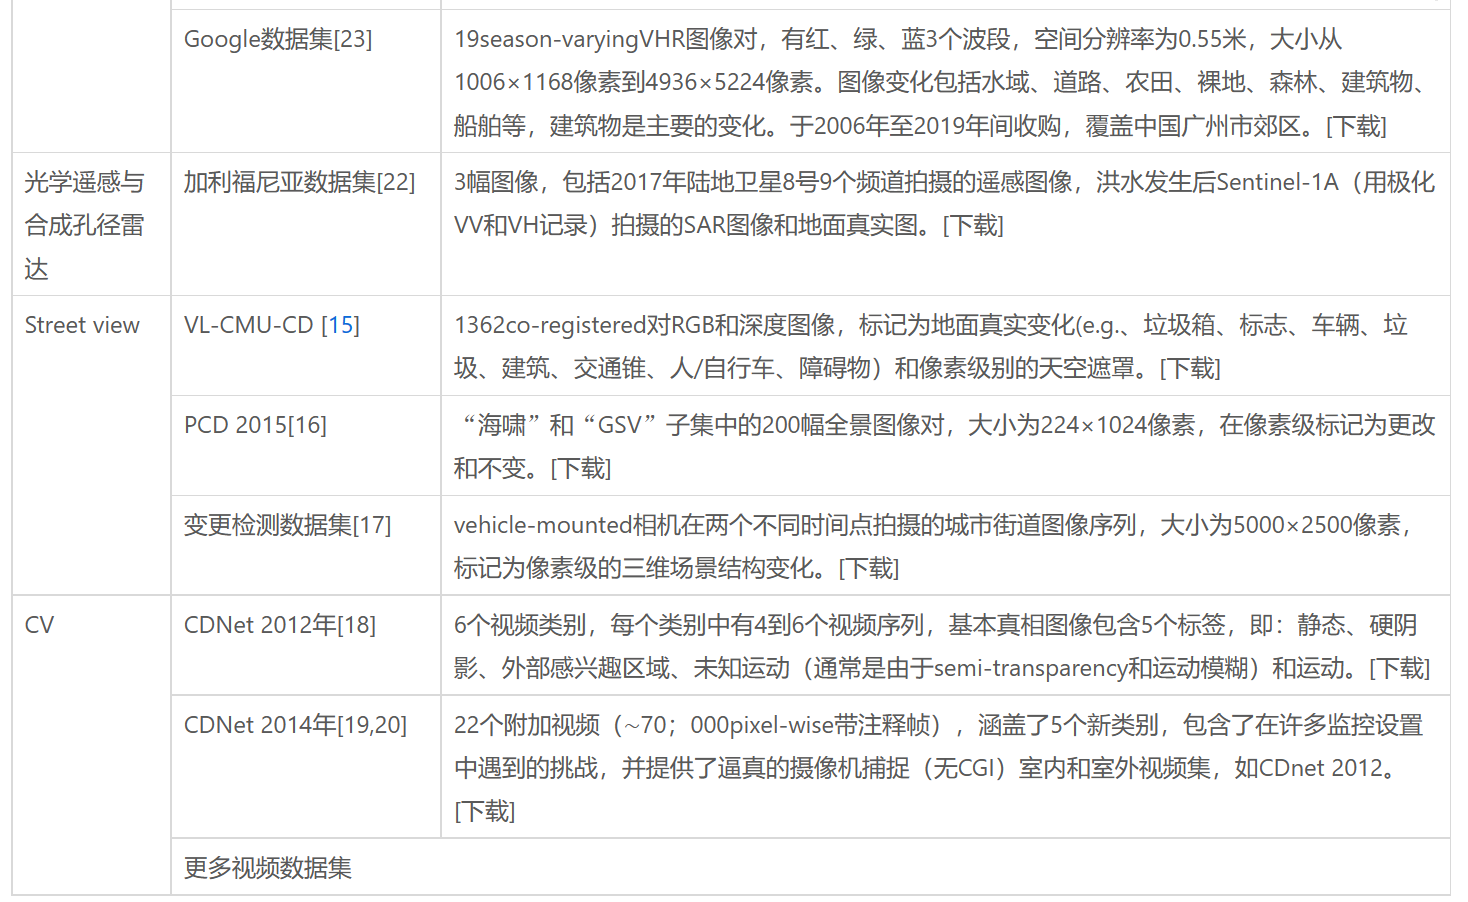 Google数据集[23]
19season-varyingVHR图像对，有红、绿、蓝3个波段，空间分辨率为0.55米，大小从
1006×1168像素到4936×5224像素。图像变化包括水域、道路、农田、裸地、森林、建筑物、
船舶等，建筑物是主要的变化。于2006年至2019年间收购，覆盖中国广州市郊区。[下载]
光学遥感与
合成孔径雷
达
加利福尼亚数据集[22]
3幅图像，包括2017年陆地卫星8号9个频道拍摄的遥感图像，洪水发生后Sentinel-1A（用极化
VV和VH记录）拍摄的SAR图像和地面真实图。[下载]
Street view
VL-CMU-CD [15]
1362co-registered对RGB和深度图像，标记为地面真实变化(e.g.、垃圾箱、标志、车辆、垃
圾、建筑、交通锥、人/自行车、障碍物）和像素级别的天空遮罩。[下载]
PCD 2015[16]
“海啸”和“GSV”子集中的200幅全景图像对，大小为224×1024像素，在像素级标记为更改
和不变。[下载]
变更检测数据集[17]
vehicle-mounted相机在两个不同时间点拍摄的城市街道图像序列，大小为5000×2500像素，
标记为像素级的三维场景结构变化。[下载]
CV
CDNet 2012年[18]
6个视频类别，每个类别中有4到6个视频序列，基本真相图像包含5个标签，即：静态、硬阴
影、外部感兴趣区域、未知运动（通常是由于semi-transparency和运动模糊）和运动。[下载]
CDNet 2014年[19,20]
22个附加视频（~70；000pixel-wise带注释帧），涵盖了5个新类别，包含了在许多监控设置
中遇到的挑战，并提供了逼真的摄像机捕捉（无CGI）室内和室外视频集，如CDnet 2012。
[下载]
更多视频数据集